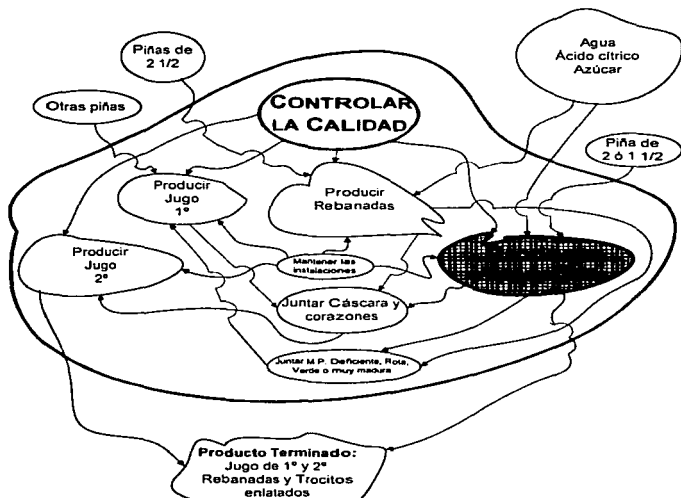 Piñas de
2 1/2
Agua
Ácido cítrico
Azúcar
Otras piñas
CONTROLAR
LA CALIDAD
Piña de
2 ó 1 1/2
Producir
Jugo
1º
Producir
Rebanadas
Producir
Jugo
2º
Mantener las
instalaciones
Juntar Cáscara y
corazones
Juntar M.P. Deficiente, Rota,
Verde o muy madura
Producto Terminado:
Jugo de 1º y 2º
Rebanadas y Trocitos
enlatados